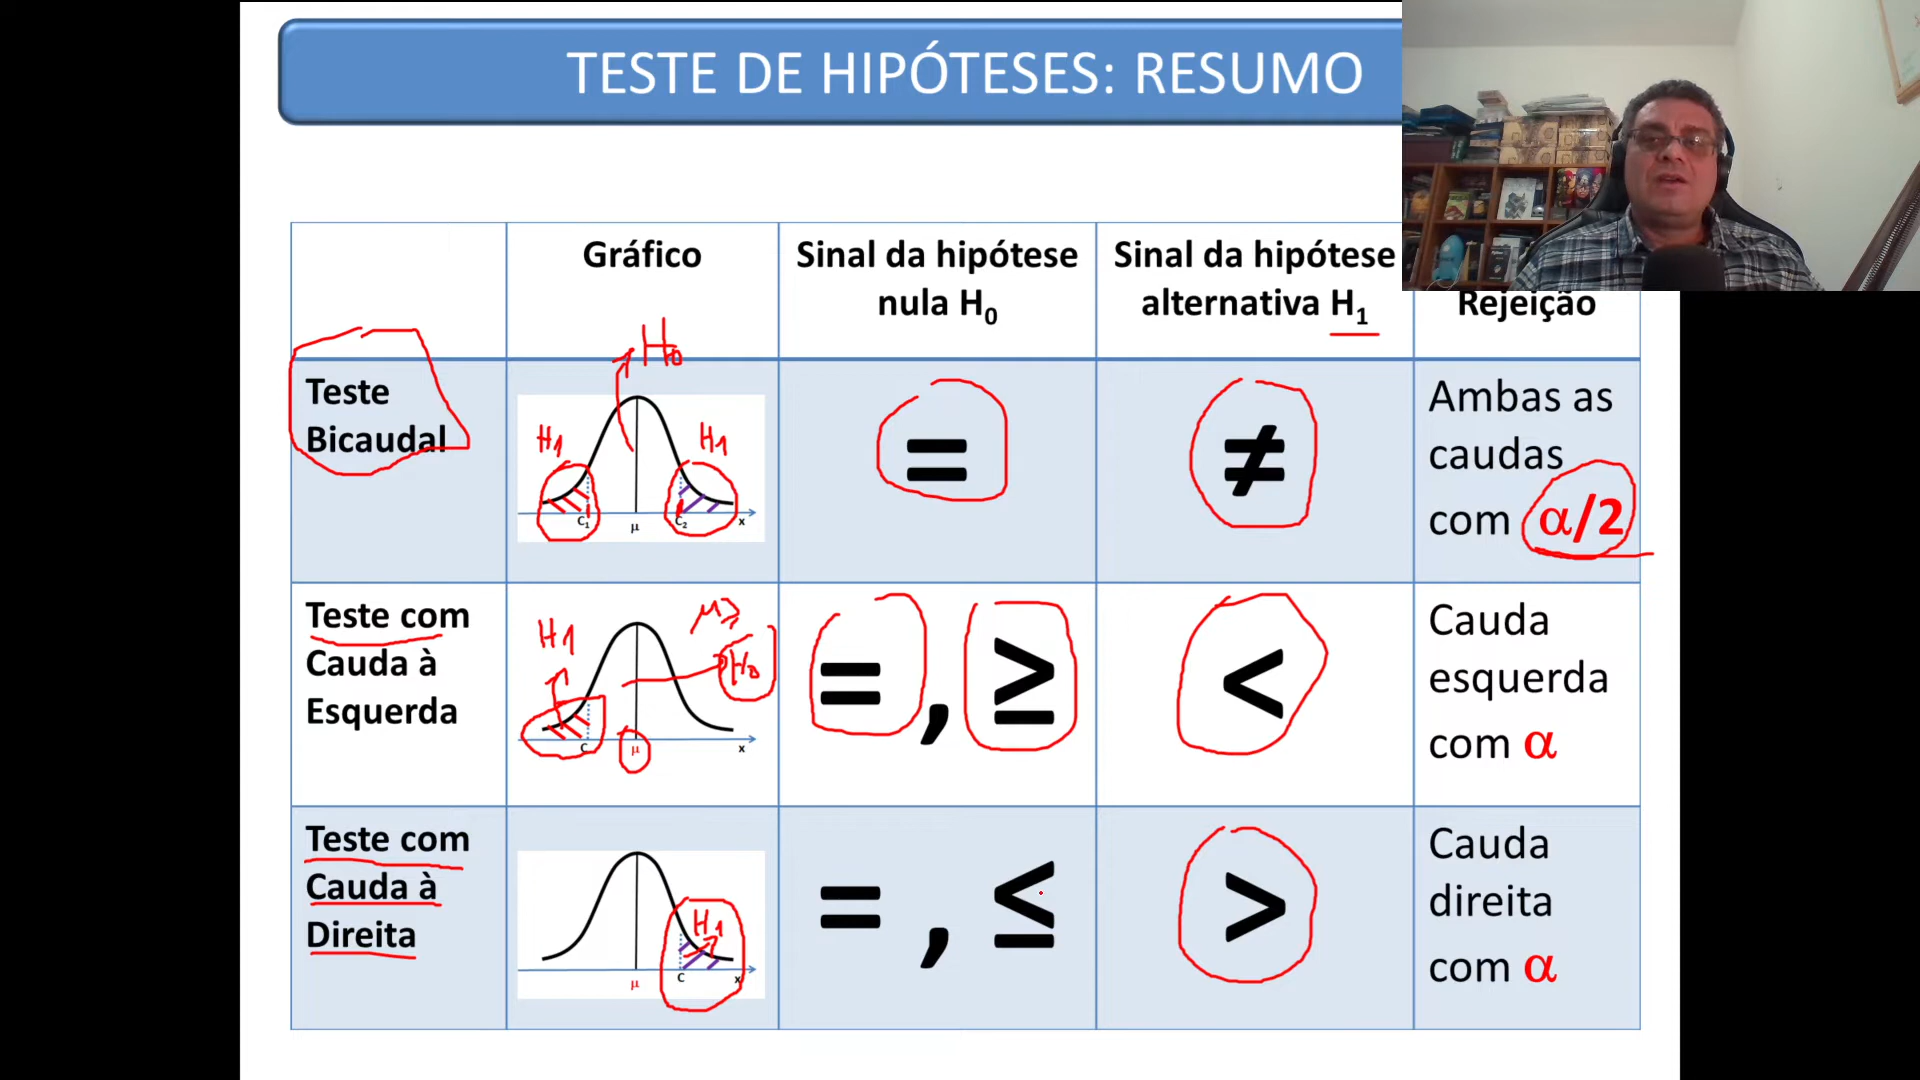 TESTE DE HIPÓTESES: RESUMO
Gráfico
Sinal da hipótese
nula H₀
Sinal da hipótese
alternativa H₁
Rejeição
Teste
Bicaudal
H₀
H₁
H₁
C₁
μ
C₂
x
=
≠
Ambas as
caudas
com α/2
Teste com
Cauda à
Esquerda
H₁
μ≥
H₀
C
μ
x
= , ≥
<
Cauda
esquerda
com α
Teste com
Cauda à
Direita
H₁
μ
C
x
= , ≤
>
Cauda
direita
com α